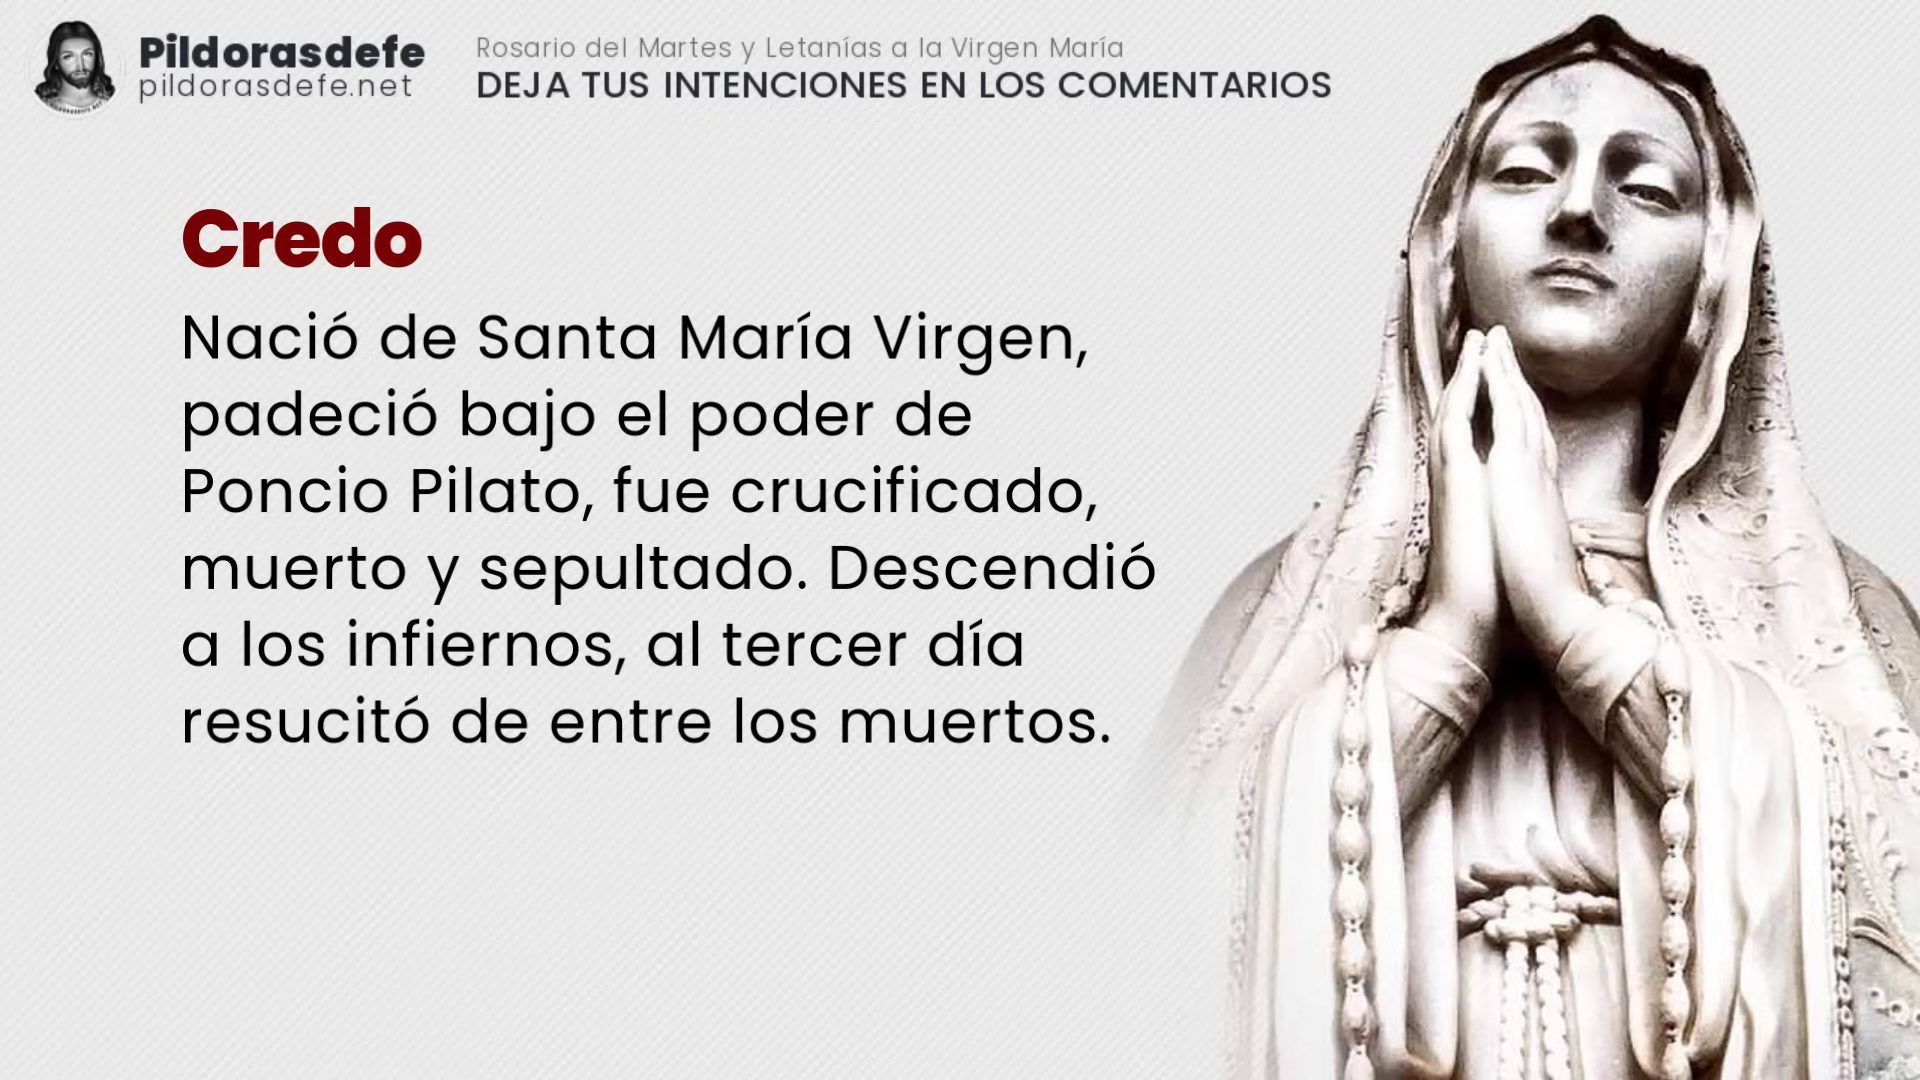 Pildorasdefe
pildorasdefe.net
Rosario del Martes y Letanías a la Virgen María
DEJA TUS INTENCIONES EN LOS COMENTARIOS
Credo
Nació de Santa María Virgen,
padeció bajo el poder de
Poncio Pilato, fue crucificado,
muerto y sepultado. Descendió
a los infiernos, al tercer día
resucitó de entre los muertos.